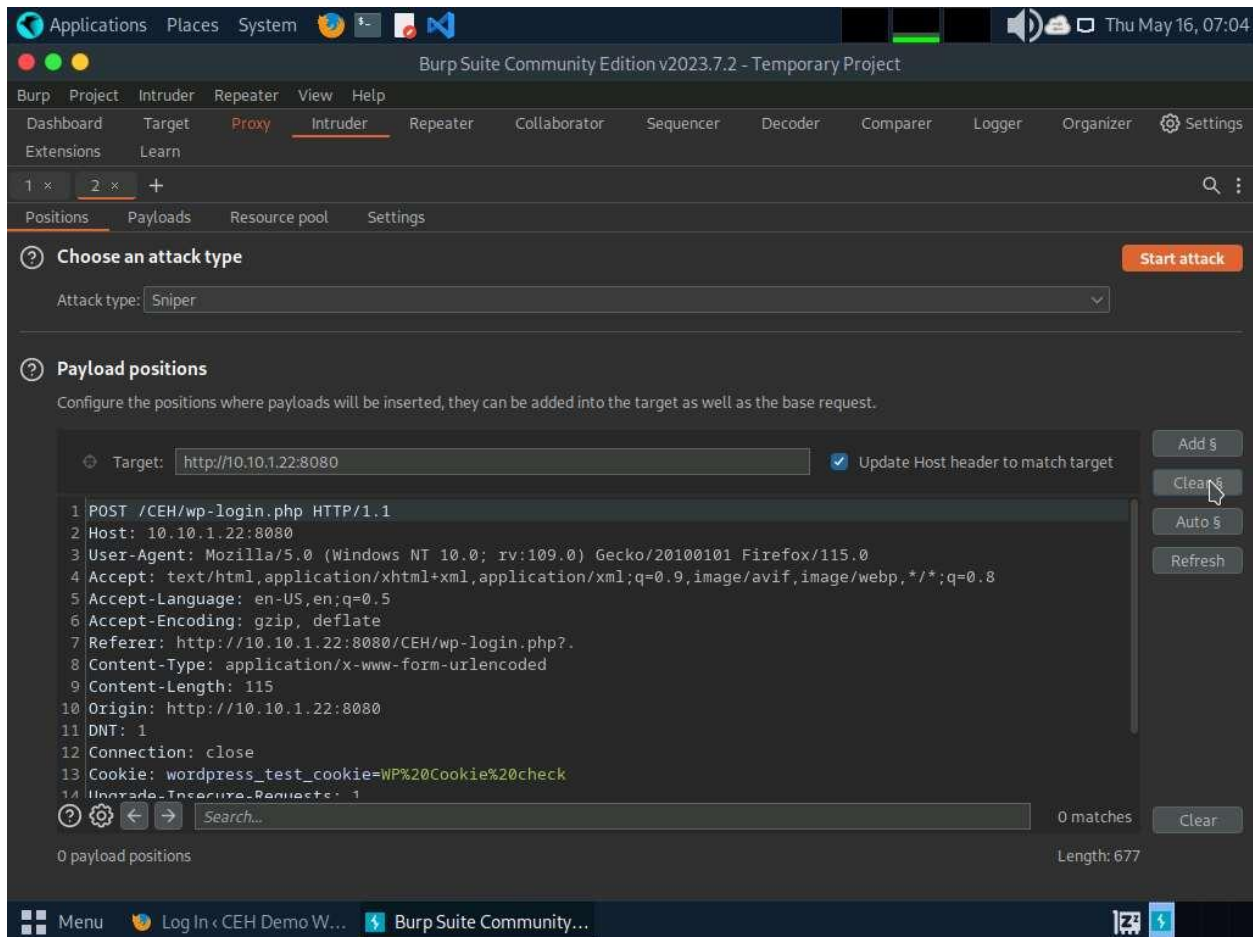 Applications Places System Thu May 16, 07:04
Burp Suite Community Edition v2023.7.2 - Temporary Project
Burp Project Intruder Repeater View Help
Dashboard Target Proxy Intruder Repeater Collaborator Sequencer Decoder Comparer Logger Organizer Settings
Extensions Learn
1 × 2 × +
Positions Payloads Resource pool Settings
? Choose an attack type Start attack
Attack type: Sniper
? Payload positions
Configure the positions where payloads will be inserted, they can be added into the target as well as the base request.
Add §
Target: http://10.10.1.22:8080 Update Host header to match target
Clear §
1 POST /CEH/wp-login.php HTTP/1.1
2 Host: 10.10.1.22:8080
Auto §
3 User-Agent: Mozilla/5.0 (Windows NT 10.0; rv:109.0) Gecko/20100101 Firefox/115.0
4 Accept: text/html,application/xhtml+xml,application/xml;q=0.9,image/avif,image/webp,*/*;q=0.8
Refresh
5 Accept-Language: en-US,en;q=0.5
6 Accept-Encoding: gzip, deflate
7 Referer: http://10.10.1.22:8080/CEH/wp-login.php?.
8 Content-Type: application/x-www-form-urlencoded
9 Content-Length: 115
10 Origin: http://10.10.1.22:8080
11 DNT: 1
12 Connection: close
13 Cookie: wordpress_test_cookie=WP%20Cookie%20check
14 Upgrade-Insecure-Requests: 1
? Search... 0 matches Clear
0 payload positions Length: 677
Menu Log In ‹ CEH Demo W... Burp Suite Community...